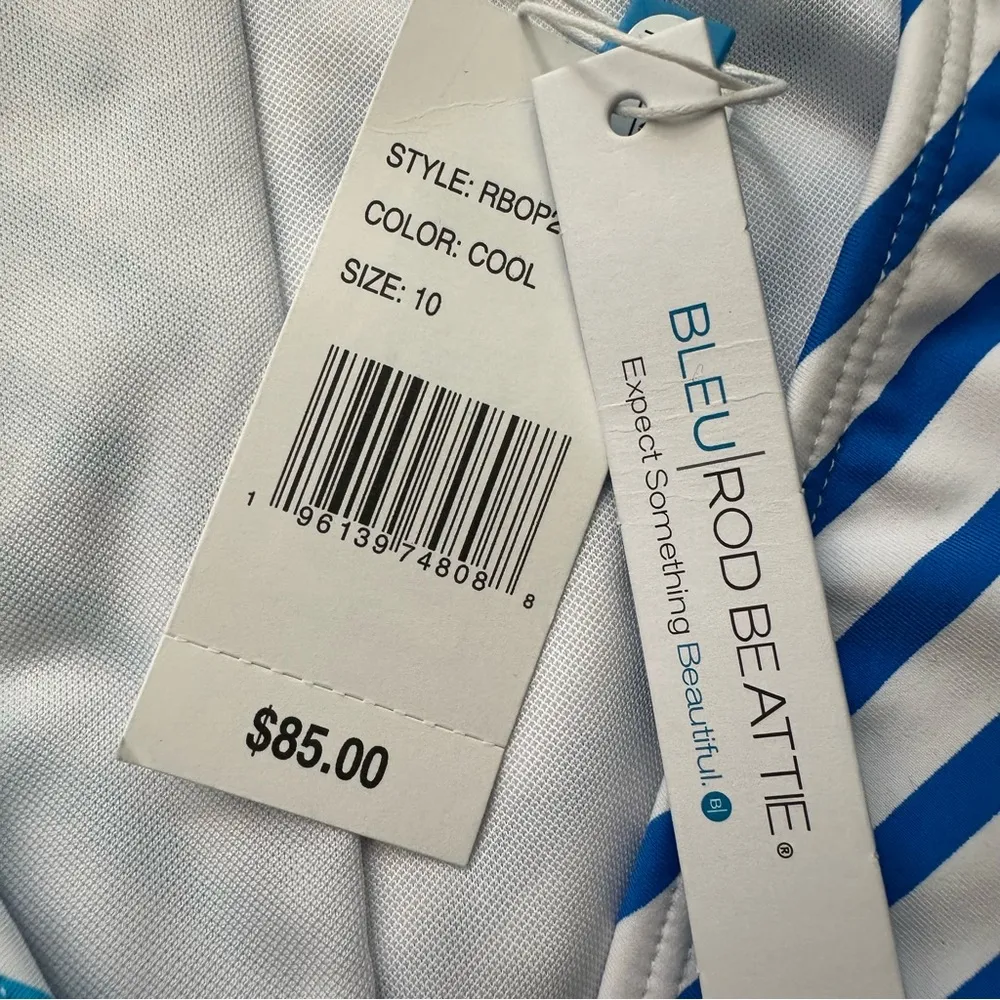 STYLE: RBOP2
COLOR: COOL
SIZE: 10
1 96139 74808 8
$85.00
BLEU|ROD BEATTIE®
Expect Something Beautiful. B|